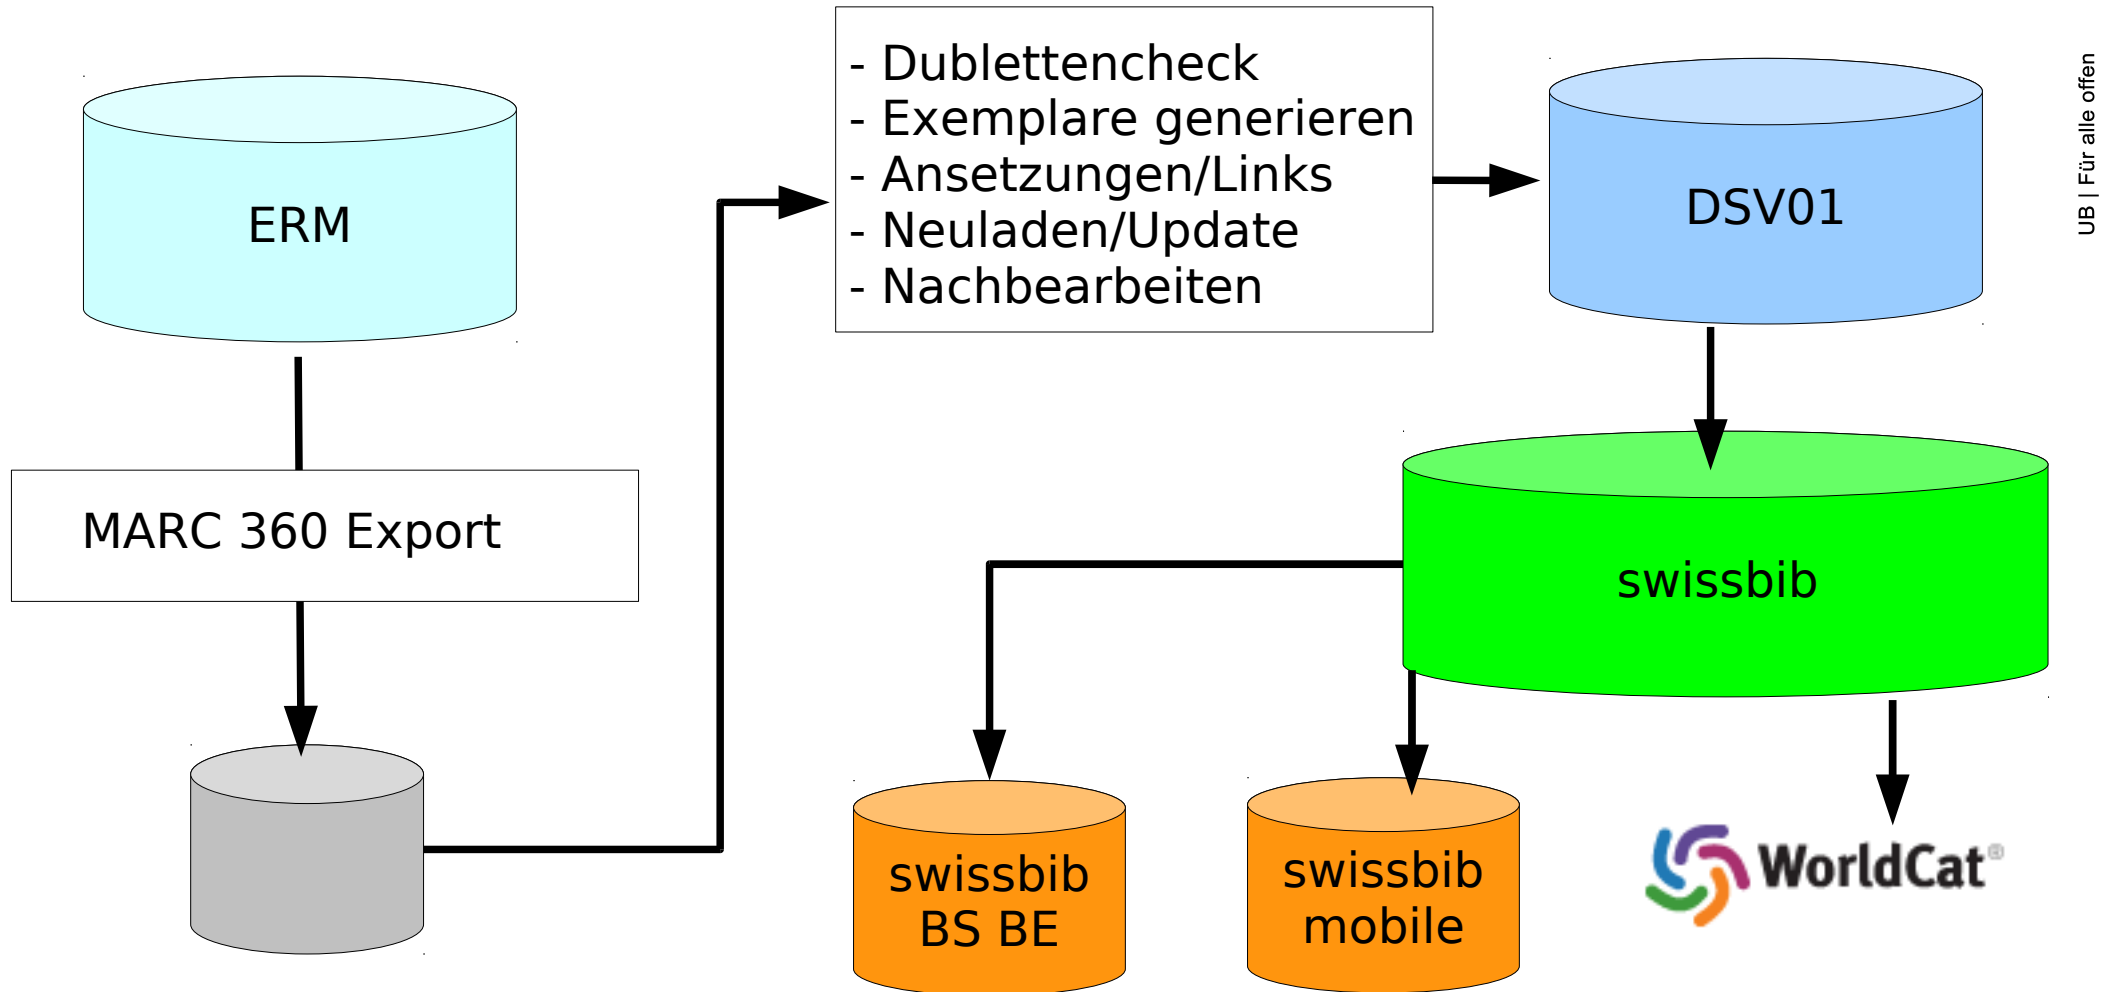 ERM
MARC 360 Export
- Dublettencheck
- Exemplare generieren
- Ansetzungen/Links
- Neuladen/Update
- Nachbearbeiten
DSV01
swissbib
swissbib
BS BE
swissbib
mobile
WorldCat®
UB | Für alle offen